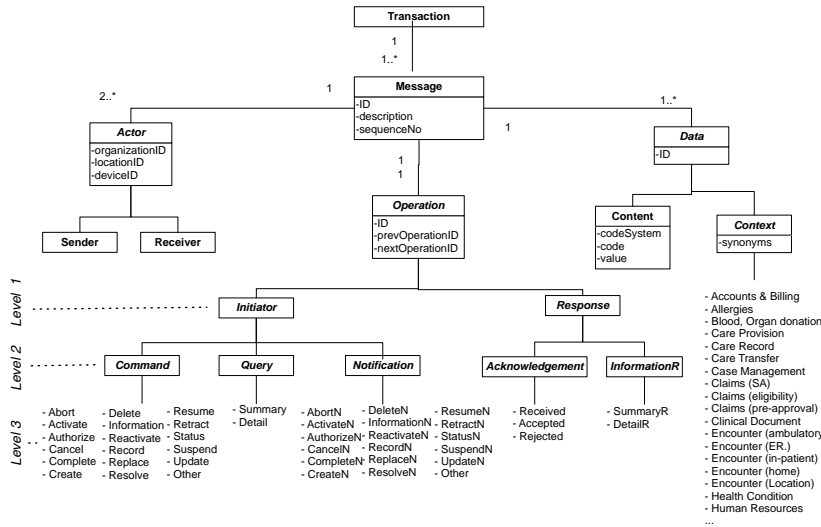 Transaction
1
1..*
Message
-ID
-description
-sequenceNo
2..*
1
1
1..*
Actor
-organizationID
-locationID
-deviceID
Data
-ID
1
1
Sender
Receiver
Operation
-ID
-prevOperationID
-nextOperationID
Content
-codeSystem
-code
-value
Context
-synonyms
Level 1
Initiator
Response
Level 2
Command
Query
Notification
Acknowledgement
InformationR
Level 3
- Abort
- Activate
- Authorize
- Cancel
- Complete
- Create
- Delete
- Information
- Reactivate
- Record
- Replace
- Resolve
- Resume
- Retract
- Status
- Suspend
- Update
- Other
- Summary
- Detail
- AbortN
- ActivateN
- AuthorizeN
- CancelN
- CompleteN
- CreateN
- DeleteN
- InformationN
- ReactivateN
- RecordN
- ReplaceN
- ResolveN
- ResumeN
- RetractN
- StatusN
- SuspendN
- UpdateN
- Other
- Received
- Accepted
- Rejected
- SummaryR
- DetailR
- Accounts & Billing
- Allergies
- Blood, Organ donation
- Care Provision
- Care Record
- Care Transfer
- Case Management
- Claims (SA)
- Claims (eligibility)
- Claims (pre-approval)
- Clinical Document
- Encounter (ambulatory)
- Encounter (ER.)
- Encounter (in-patient)
- Encounter (home)
- Encounter (Location)
- Health Condition
- Human Resources
...